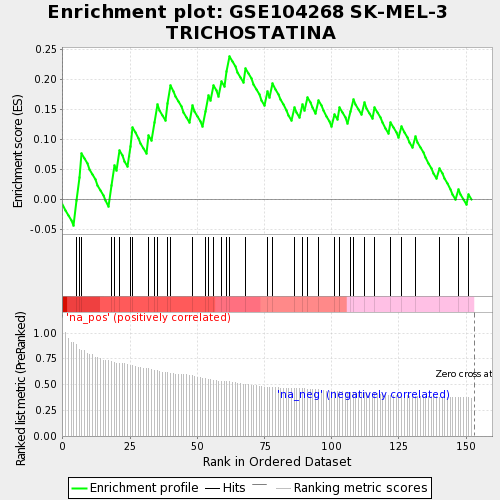 Enrichment plot: GSE104268 SK-MEL-3
TRICHOSTATINA
Enrichment score (ES)
0.25
0.20
0.15
0.10
0.05
0.00
-0.05
'na_pos' (positively correlated)
Ranked list metric (PreRanked)
1.00
0.75
0.50
0.25
0.00
Zero cross at
'na_neg' (negatively correlated)
0
25
50
75
100
125
150
Rank in Ordered Dataset
Enrichment profile
Hits
Ranking metric scores